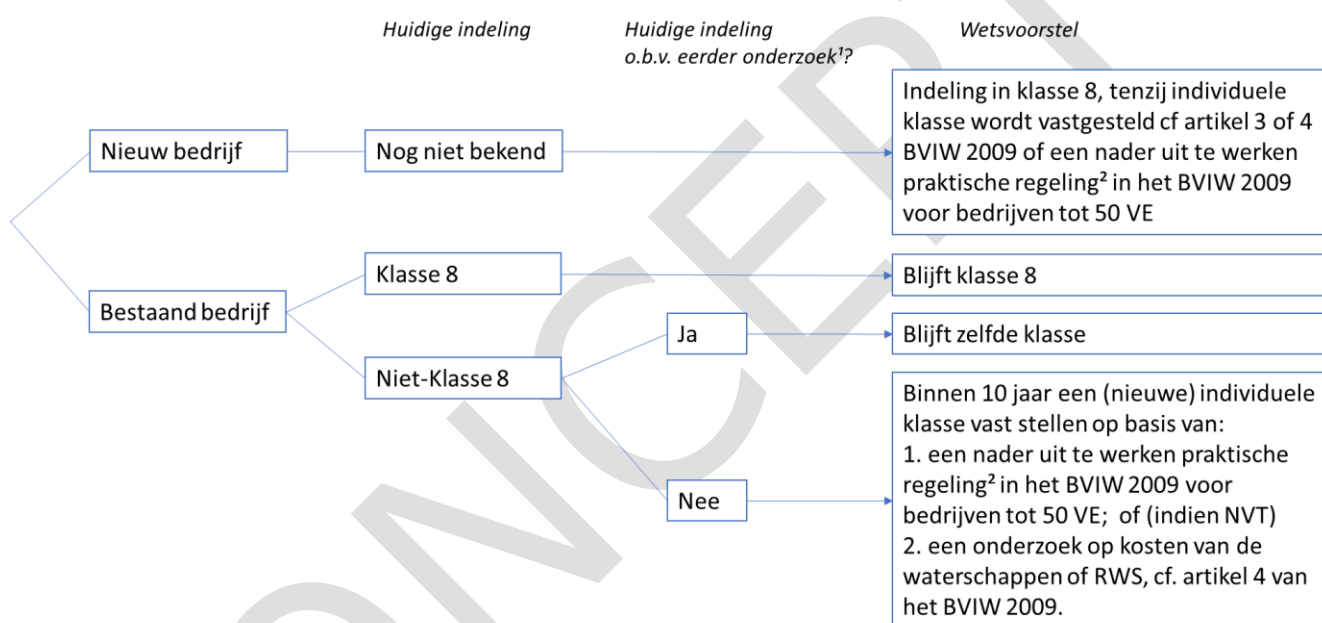 Huidige indeling
Huidige indeling
o.b.v. eerder onderzoek¹?
Wetsvoorstel
Nieuw bedrijf
Nog niet bekend
Indeling in klasse 8, tenzij individuele
klasse wordt vastgesteld cf artikel 3 of 4
BVIW 2009 of een nader uit te werken
praktische regeling² in het BVIW 2009
voor bedrijven tot 50 VE
Bestaand bedrijf
Klasse 8
Blijft klasse 8
Niet-Klasse 8
Ja
Blijft zelfde klasse
Nee
Binnen 10 jaar een (nieuwe) individuele
klasse vast stellen op basis van:
1. een nader uit te werken praktische
regeling² in het BVIW 2009 voor
bedrijven tot 50 VE; of (indien NVT)
2. een onderzoek op kosten van de
waterschappen of RWS, cf. artikel 4 van
het BVIW 2009.
ONCEPT